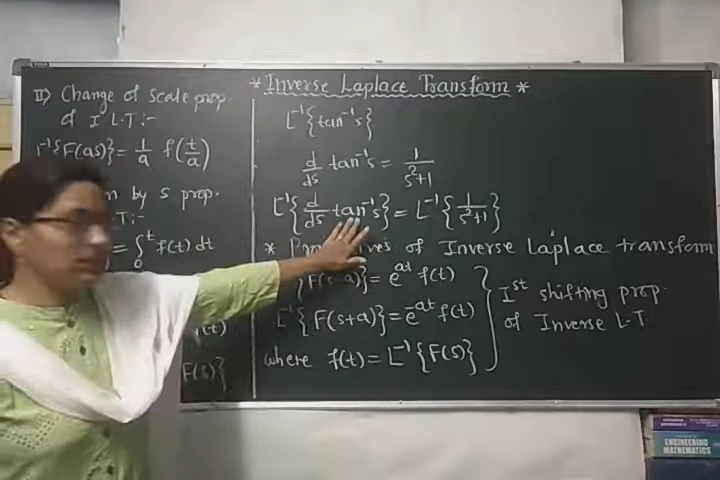 * Inverse Laplace Transform *
II) Change of scale prop.
of I L.T :-
L⁻¹{F(as)} = 1/a f(t/a)
by s prop.
.T :-
= ∫₀ᵗ f(t) dt
f(t)
F(s)}
L⁻¹{tan⁻¹s}
d/ds tan⁻¹s = 1/s²+1
L⁻¹{d/ds tan⁻¹s} = L⁻¹{1/s²+1}
* of Inverse Laplace transform
{F(s-a)} = e^at f(t)
L⁻¹{F(s+a)} = e^-at f(t)
where f(t) = L⁻¹{F(s)}
Ist shifting prop.
of Inverse L.T
ENGINEERING
MATHEMATICS